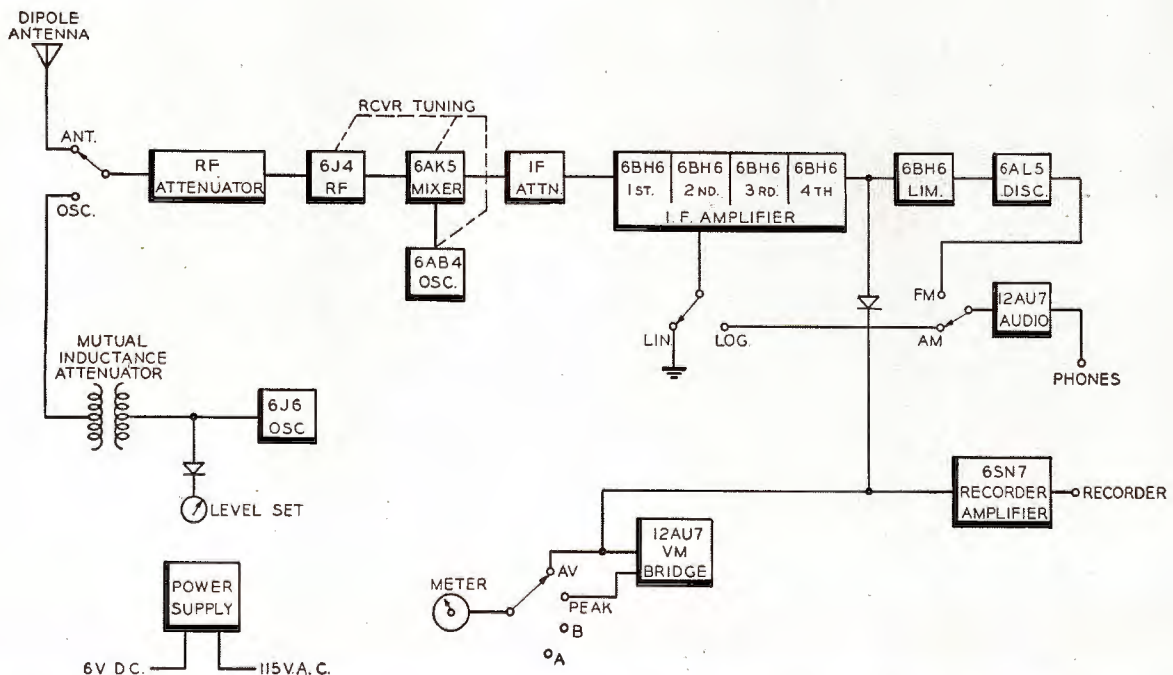 DIPOLE
ANTENNA
RCVR TUNING
ANT.
OSC.
RF
ATTENUATOR
6J4
RF
6AK5
MIXER
6AB4
OSC.
IF
ATTN.
6BH6
1ST.
6BH6
2ND.
6BH6
3RD.
6BH6
4TH
I.F. AMPLIFIER
6BH6
LIM.
6AL5
DISC.
LIN.
LOG.
FM
AM
12AU7
AUDIO
PHONES
MUTUAL
INDUCTANCE
ATTENUATOR
6J6
OSC
LEVEL SET
6SN7
RECORDER
AMPLIFIER
RECORDER
12AU7
VM
BRIDGE
METER
AV
PEAK
B
A
POWER
SUPPLY
6V D.C.
115V.A.C.